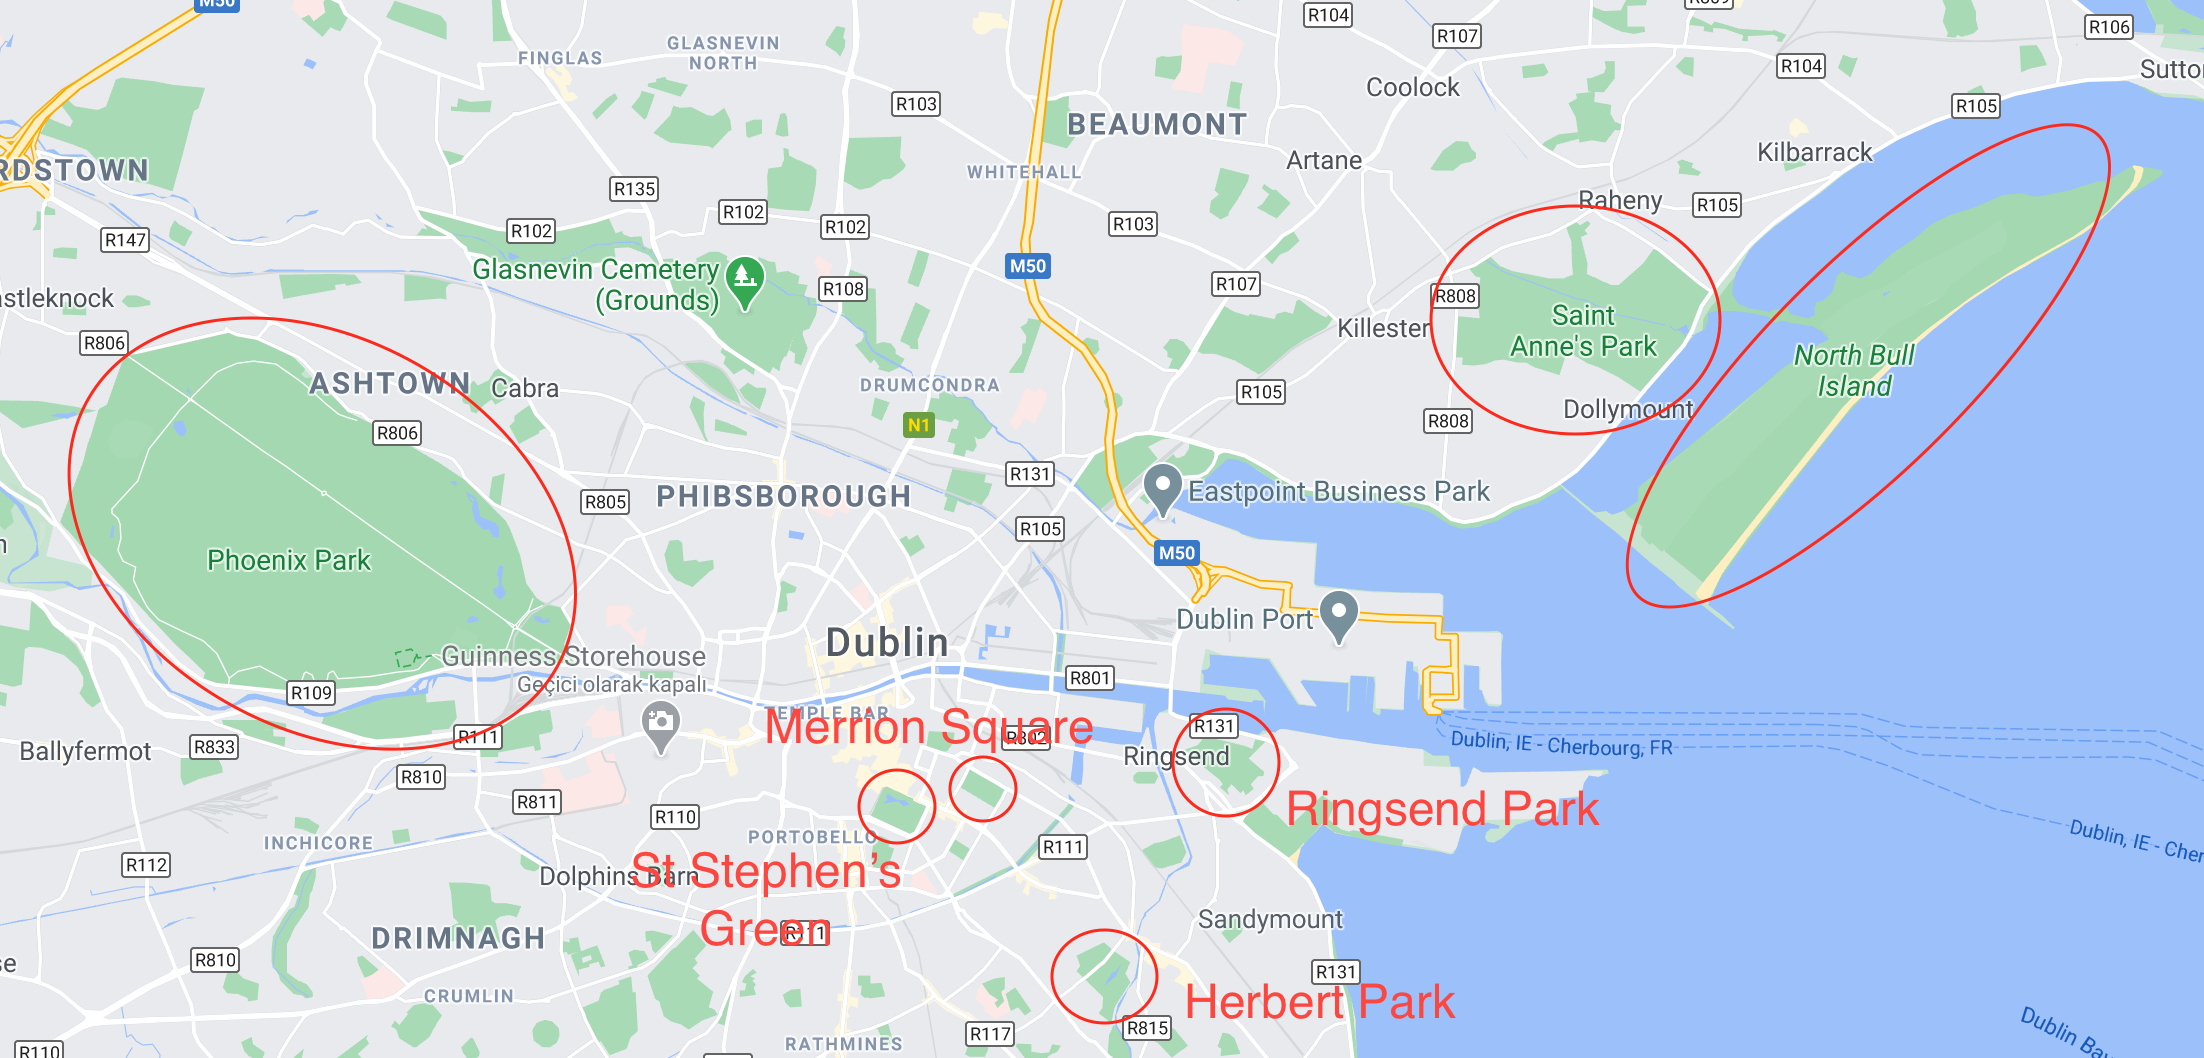 M50
R104
R809
R106
R107
FINGLAS
GLASNEVIN
NORTH
R104
Coolock
R103
R105
BEAUMONT
Artane
Kilbarrack
RDSTOWN
WHITEHALL
R135
Raheny
R105
R102
R102
R102
R103
R147
M50
Glasnevin Cemetery
(Grounds)
R108
R107
R808
astleknock
Saint
Anne's Park
Killester
R806
North Bull
Island
ASHTOWN
Cabra
DRUMCONDRA
R105
Dollymount
N1
R808
R806
R131
R805
PHIBSBOROUGH
Eastpoint Business Park
R105
M50
Phoenix Park
Dublin Port
Dublin
Guinness Storehouse
Geçici olarak kapalı
R801
R109
TEMPLE BAR
Merrion Square
R802
R131
R111
Ballyfermot
R833
Ringsend
Dublin, IE - Cherbourg, FR
R810
R811
R110
Ringsend Park
PORTOBELLO
INCHICORE
R111
Dublin, IE - Cher
R112
Dolphins Barn
St Stephen's
Green
R111
Sandymount
DRIMNAGH
R810
se
R131
CRUMLIN
Herbert Park
R815
R117
RATHMINES
R110
Dublin Ba